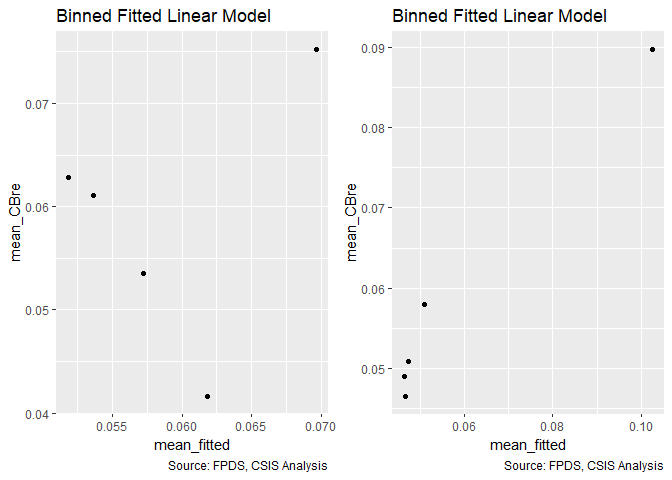 Binned Fitted Linear Model
mean_CBre
0.07
0.06
0.05
0.04
0.055 0.060 0.065 0.070
mean_fitted
Source: FPDS, CSIS Analysis
Binned Fitted Linear Model
mean_CBre
0.09
0.08
0.07
0.06
0.05
0.06 0.08 0.10
mean_fitted
Source: FPDS, CSIS Analysis